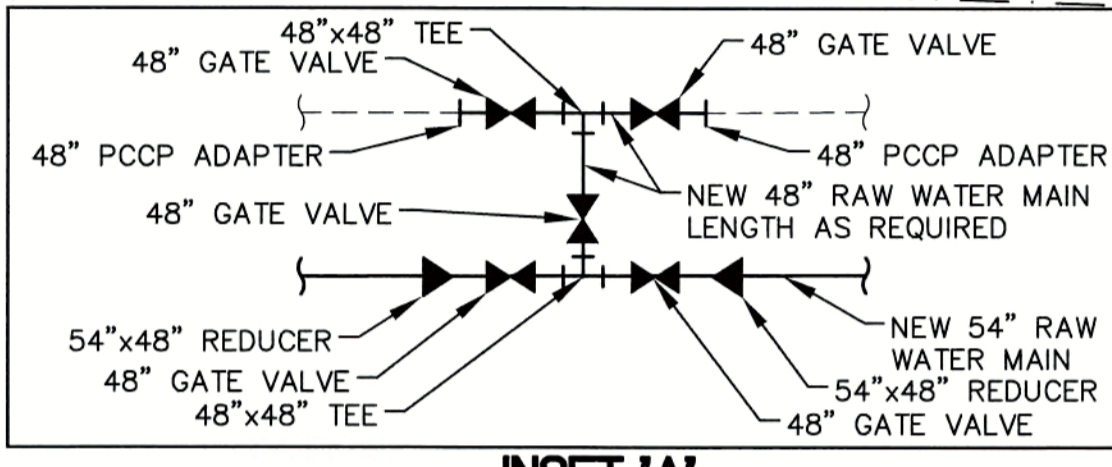 48”x48” TEE
48” GATE VALVE
48” GATE VALVE
48” PCCP ADAPTER
48” PCCP ADAPTER
NEW 48” RAW WATER MAIN
LENGTH AS REQUIRED
48” GATE VALVE
54”x48” REDUCER
48” GATE VALVE
48”x48” TEE
NEW 54” RAW
WATER MAIN
54”x48” REDUCER
48” GATE VALVE
INSET 'A'